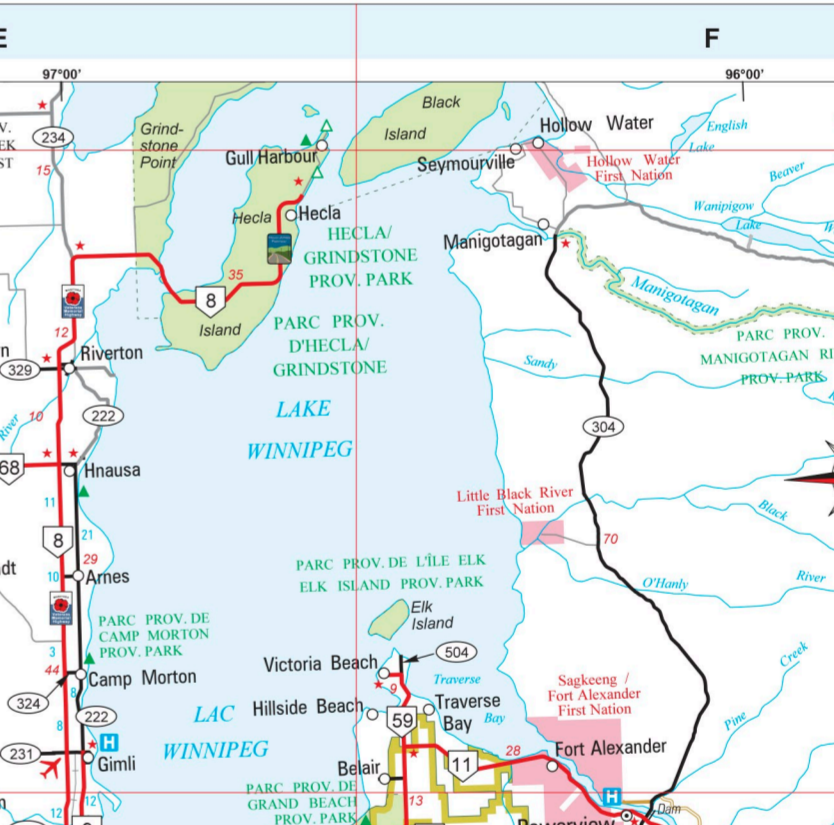 E
F
97°00'
96°00'
234
15
Grind-
stone
Point
Black
Island
Hollow Water
English
Lake
Gull Harbour
Seymourville
Hollow Water
First Nation
Beaver
Wanipigow
Lake
Hecla
Hecla
HECLA/
GRINDSTONE
PROV. PARK
Manigotagan
Manigotagan
35
8
Island
PARC PROV.
D'HECLA/
GRINDSTONE
PARC PROV.
MANIGOTAGAN RI
PROV. PARK
12
Riverton
329
Sandy
10
River
222
LAKE
WINNIPEG
304
68
Hnausa
11
Little Black River
First Nation
Black
21
8
29
70
10
Arnes
PARC PROV. DE L'ÎLE ELK
ELK ISLAND PROV. PARK
O'Hanly
River
Elk
Island
PARC PROV. DE
CAMP MORTON
PROV. PARK
504
3
44
Camp Morton
Victoria Beach
9
Traverse
Bay
Creek
Sagkeeng /
Fort Alexander
First Nation
324
8
222
LAC
WINNIPEG
Hillside Beach
Traverse
Bay
59
Pine
8
231
H
Gimli
28
11
Fort Alexander
Belair
PARC PROV. DE
GRAND BEACH
PROV. PARK
13
H
Dam
12
12
Powerview